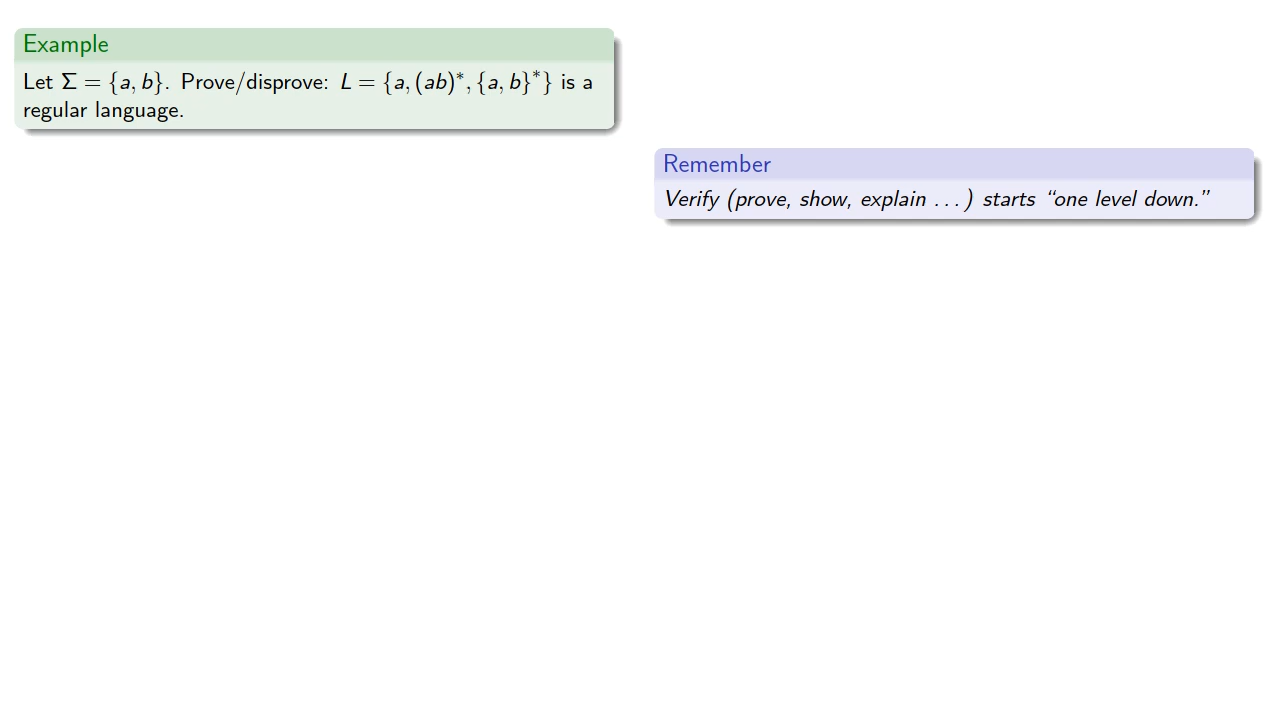 Example
Let Σ = {a, b}. Prove/disprove: L = {a, (ab)*, {a, b}*} is a
regular language.
Remember
Verify (prove, show, explain . . . ) starts “one level down.”